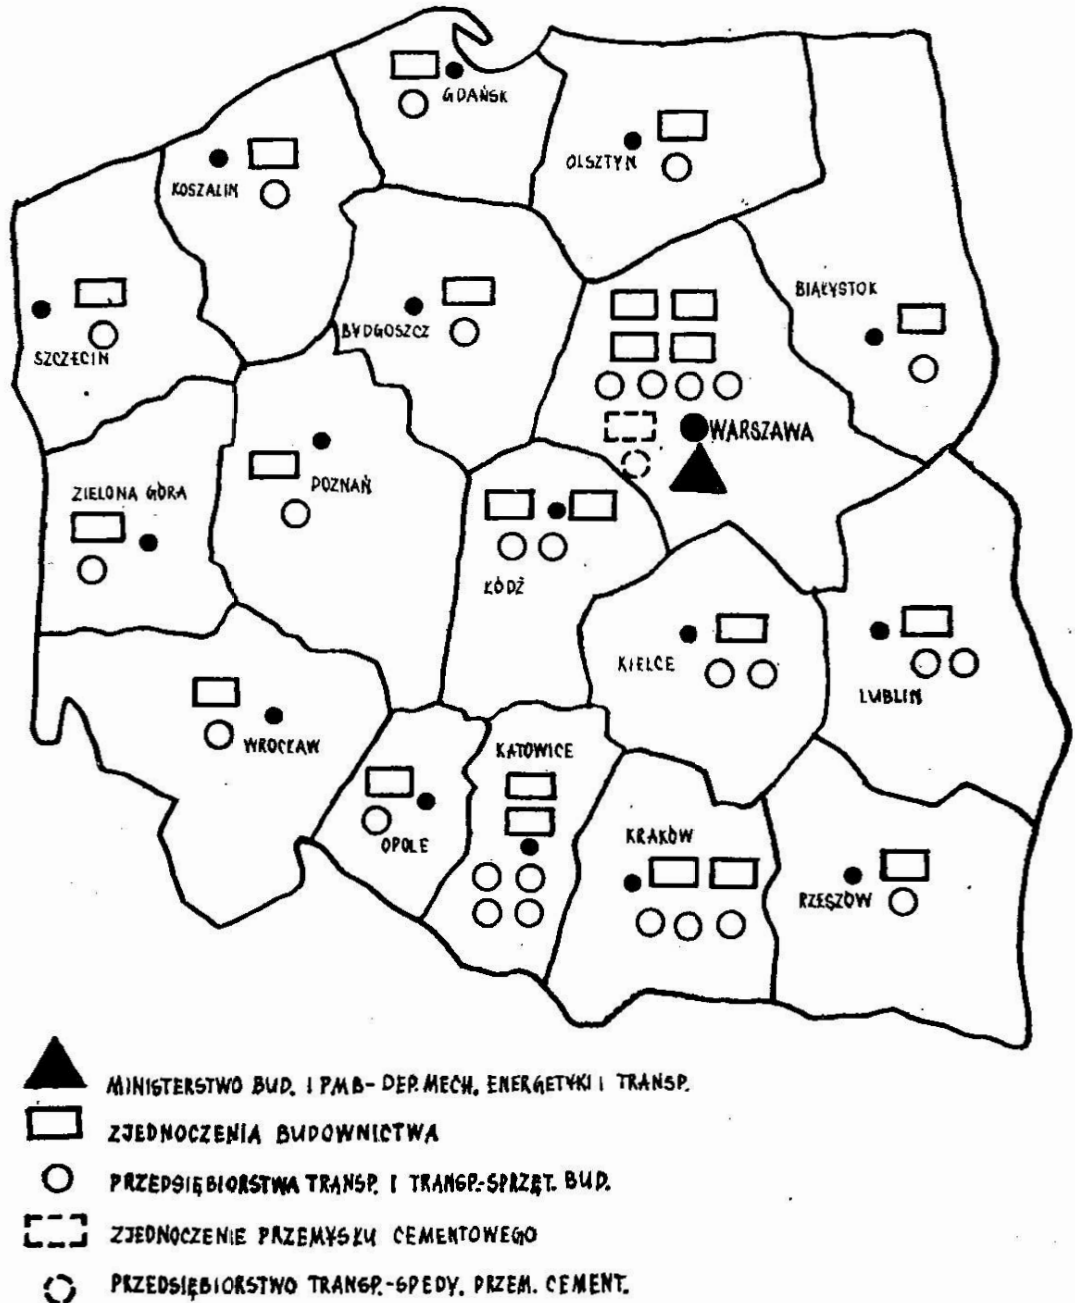 GDAŃSK
OLSZTYN
KOSZALIN
BIAŁYSTOK
BYDGOSZCZ
SZCZECIN
WARSZAWA
POZNAŃ
ZIELONA GÓRA
ŁÓDŹ
KIELCE
LUBLIN
WROCŁAW
KATOWICE
OPOLE
KRAKÓW
RZESZÓW
MINISTERSTWO BUD. I PMB - DEP. MECH. ENERGETYKI I TRANSP.
ZJEDNOCZENIA BUDOWNICTWA
PRZEDSIĘBIORSTWA TRANSP. I TRANSP.-SPRZĘT. BUD.
ZJEDNOCZENIE PRZEMYSŁU CEMENTOWEGO
PRZEDSIĘBIORSTWO TRANSP.-SPEDY. PRZEM. CEMENT.